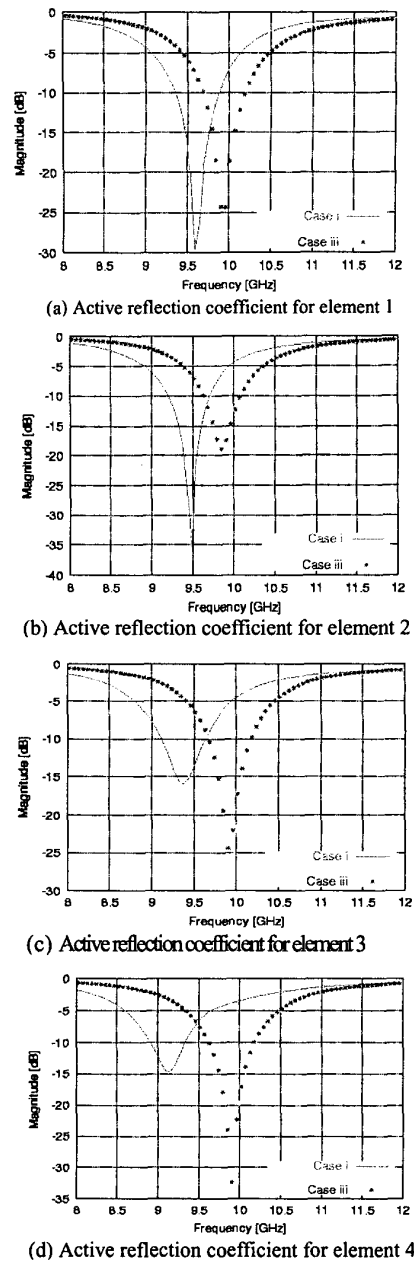 0
-5
-10
-15
-20
-25
-30
Magnitude [dB]
Case i
Case iii
8 8.5 9 9.5 10 10.5 11 11.5 12
Frequency [GHz]
(a) Active reflection coefficient for element 1
0
-5
-10
-15
-20
-25
-30
-35
-40
Magnitude [dB]
Case i
Case iii
8 8.5 9 9.5 10 10.5 11 11.5 12
Frequency [GHz]
(b) Active reflection coefficient for element 2
0
-5
-10
-15
-20
-25
-30
Magnitude [dB]
Case i
Case iii
8 8.5 9 9.5 10 10.5 11 11.5 12
Frequency [GHz]
(c) Active reflection coefficient for element 3
0
-5
-10
-15
-20
-25
-30
-35
Magnitude [dB]
Case i
Case iii
8 8.5 9 9.5 10 10.5 11 11.5 12
Frequency [GHz]
(d) Active reflection coefficient for element 4